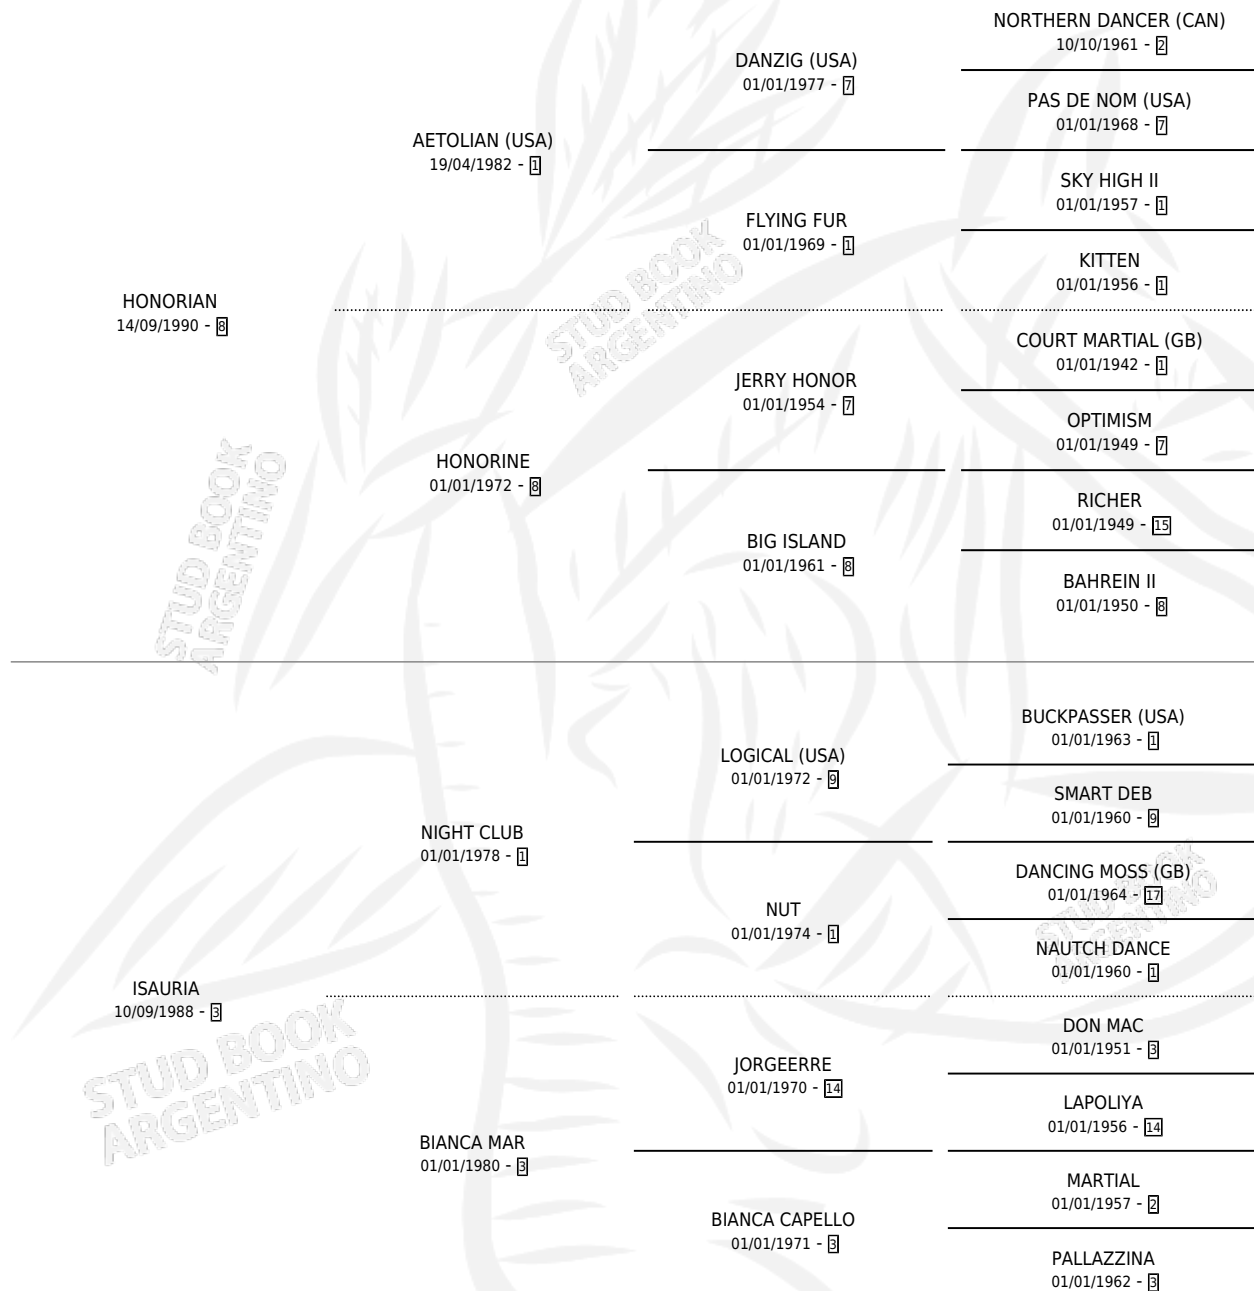 NORTHERN DANCER (CAN)
10/10/1961 - 2
DANZIG (USA)
01/01/1977 - 7
PAS DE NOM (USA)
01/01/1968 - 7
AETOLIAN (USA)
19/04/1982 - 1
SKY HIGH II
01/01/1957 - 1
FLYING FUR
01/01/1969 - 1
KITTEN
01/01/1956 - 1
HONORIAN
14/09/1990 - 8
COURT MARTIAL (GB)
01/01/1942 - 1
JERRY HONOR
01/01/1954 - 7
OPTIMISM
01/01/1949 - 7
HONORINE
01/01/1972 - 8
RICHER
01/01/1949 - 15
BIG ISLAND
01/01/1961 - 8
BAHREIN II
01/01/1950 - 8
BUCKPASSER (USA)
01/01/1963 - 1
LOGICAL (USA)
01/01/1972 - 9
SMART DEB
01/01/1960 - 9
NIGHT CLUB
01/01/1978 - 1
DANCING MOSS (GB)
01/01/1964 - 17
NUT
01/01/1974 - 1
NAUTCH DANCE
01/01/1960 - 1
ISAURIA
10/09/1988 - 3
DON MAC
01/01/1951 - 3
JORGEERRE
01/01/1970 - 14
LAPOLIYA
01/01/1956 - 14
BIANCA MAR
01/01/1980 - 3
MARTIAL
01/01/1957 - 2
BIANCA CAPELLO
01/01/1971 - 3
PALLAZZINA
01/01/1962 - 3
STUD BOOK
ARGENTINO
STUD BOOK
ARGENTINO
STUD BOOK
ARGENTINO
STUD BOOK
ARGENTINO